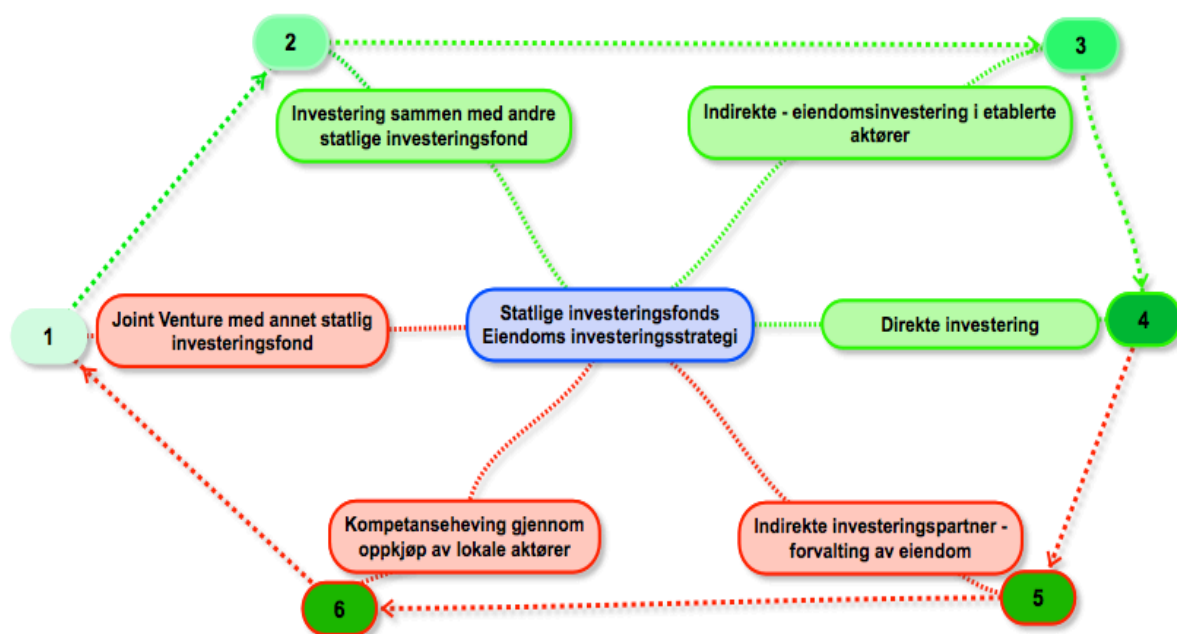 2
3
Investering sammen med andre
statlige investeringsfond
Indirekte - eiendomsinvestering i etablerte
aktører
1
Joint Venture med annet statlig
investeringsfond
Statlige investeringsfonds
Eiendoms investeringsstrategi
Direkte investering
4
Kompetanseheving gjennom
oppkjøp av lokale aktører
Indirekte investeringspartner -
forvalting av eiendom
6
5